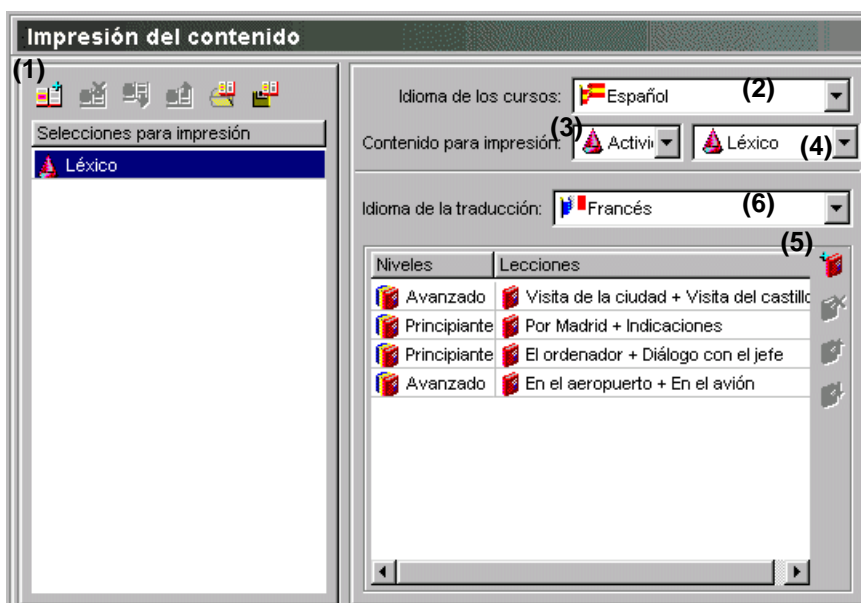 Impresión del contenido
(1)
Selecciones para impresión
Léxico
Idioma de los cursos: Español (2)
Contenido para impresión: (3) Activi Léxico (4)
Idioma de la traducción: Francés (6)
(5)
Niveles Lecciones
Avanzado Visita de la ciudad + Visita del castillo
Principiante Por Madrid + Indicaciones
Principiante El ordenador + Diálogo con el jefe
Avanzado En el aeropuerto + En el avión